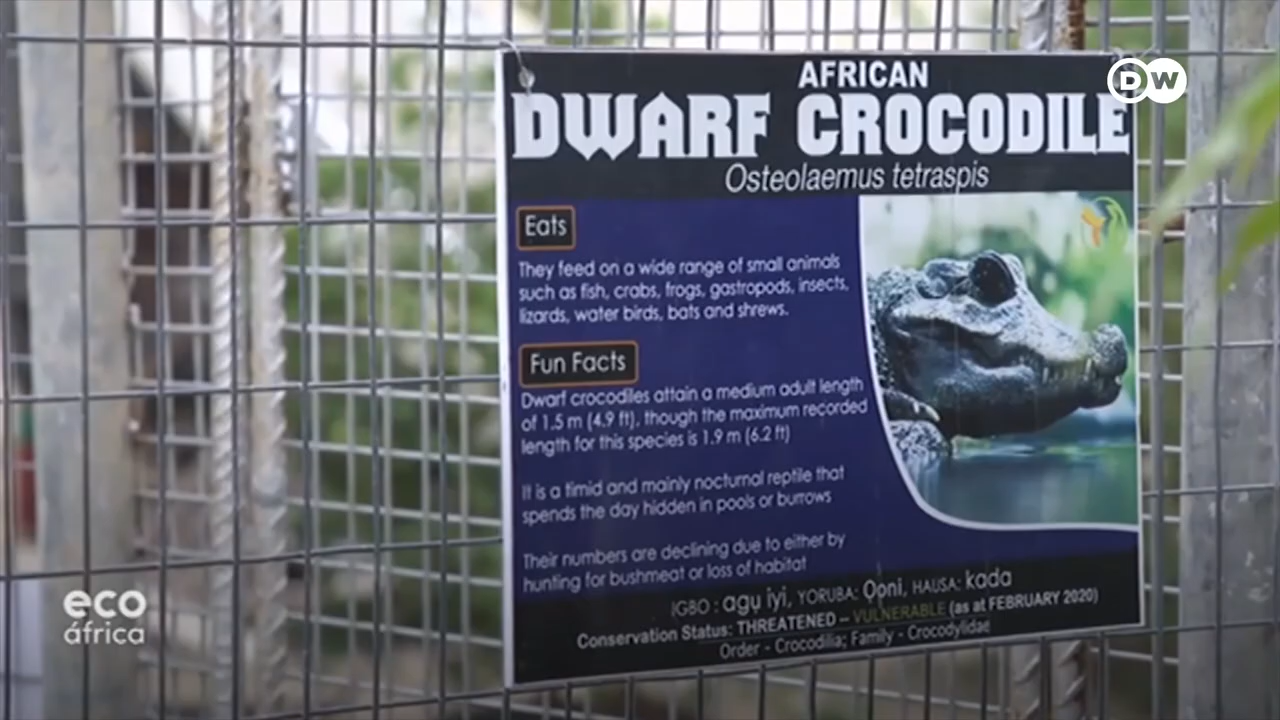 AFRICAN
DWARF CROCODILE
Osteolaemus tetraspis
Eats
They feed on a wide range of small animals
such as fish, crabs, frogs, gastropods, insects,
lizards, water birds, bats and shrews.
Fun Facts
Dwarf crocodiles attain a medium adult length
of 1.5 m (4.9 ft), though the maximum recorded
length for this species is 1.9 m (6.2 ft)
It is a timid and mainly nocturnal reptile that
spends the day hidden in pools or burrows
Their numbers are declining due to either by
hunting for bushmeat or loss of habitat
IGBO : agụ iyi, YORUBA: Ọọni, HAUSA: kada
Conservation Status: THREATENED – VULNERABLE (as at FEBRUARY 2020)
Order - Crocodilia; Family - Crocodylidae
DW
eco
áfrica